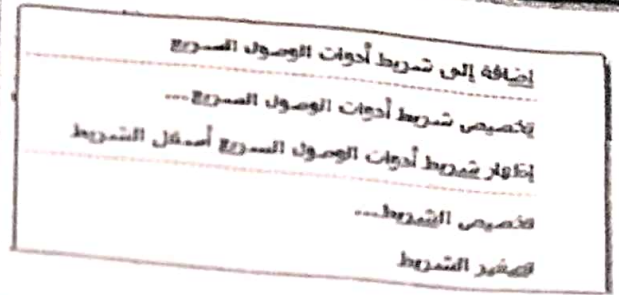 إضافة إلى شريط أدوات الوصول السريع
تخصيص شريط أدوات الوصول السريع...
إظهار شريط أدوات الوصول السريع أسفل الشريط
تخصيص الشريط...
تصغير الشريط